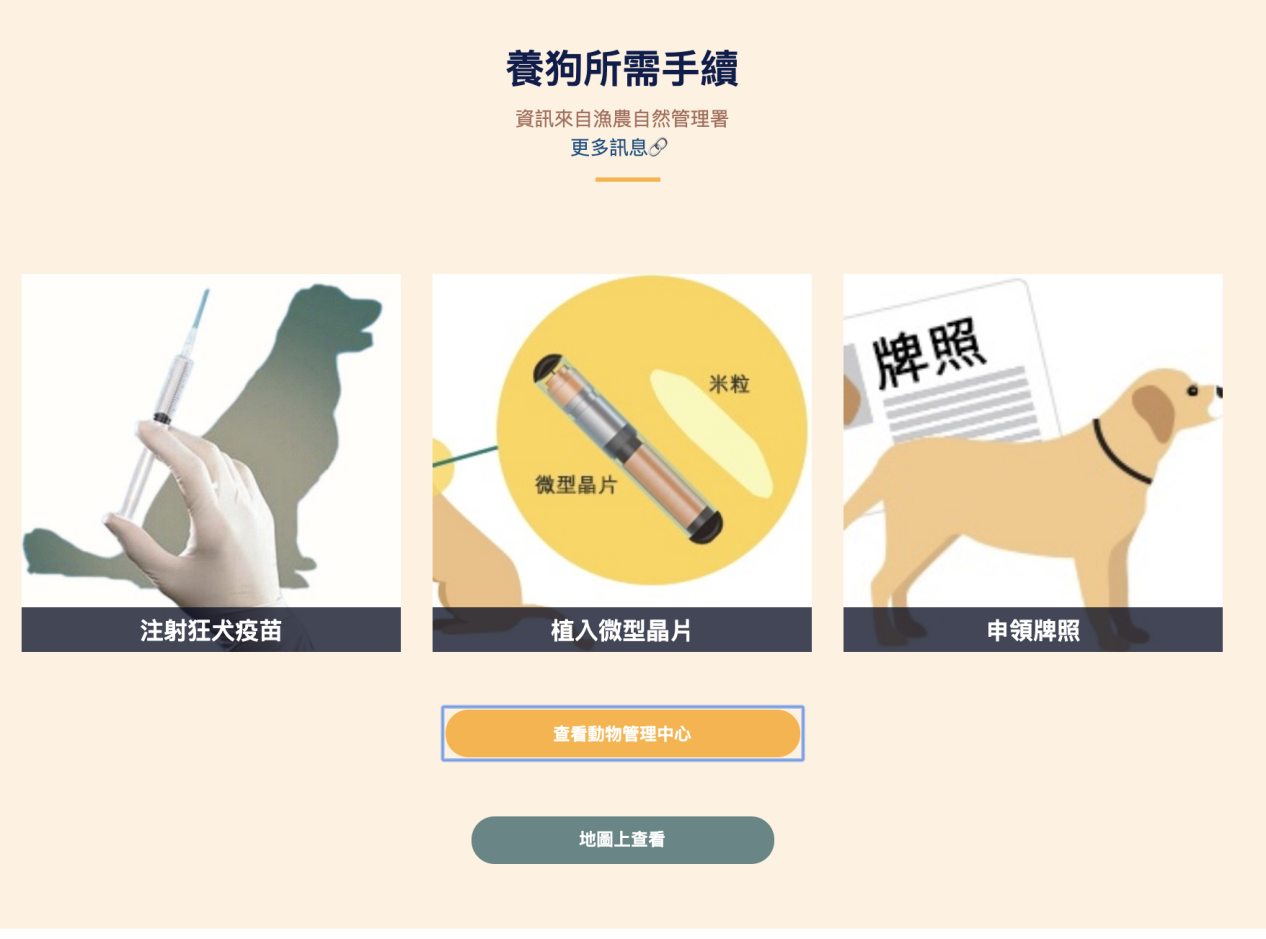 養狗所需手續
資訊來自漁農自然管理署
更多訊息🔗
米粒
微型晶片
牌照
注射狂犬疫苗
植入微型晶片
申領牌照
查看動物管理中心
地圖上查看